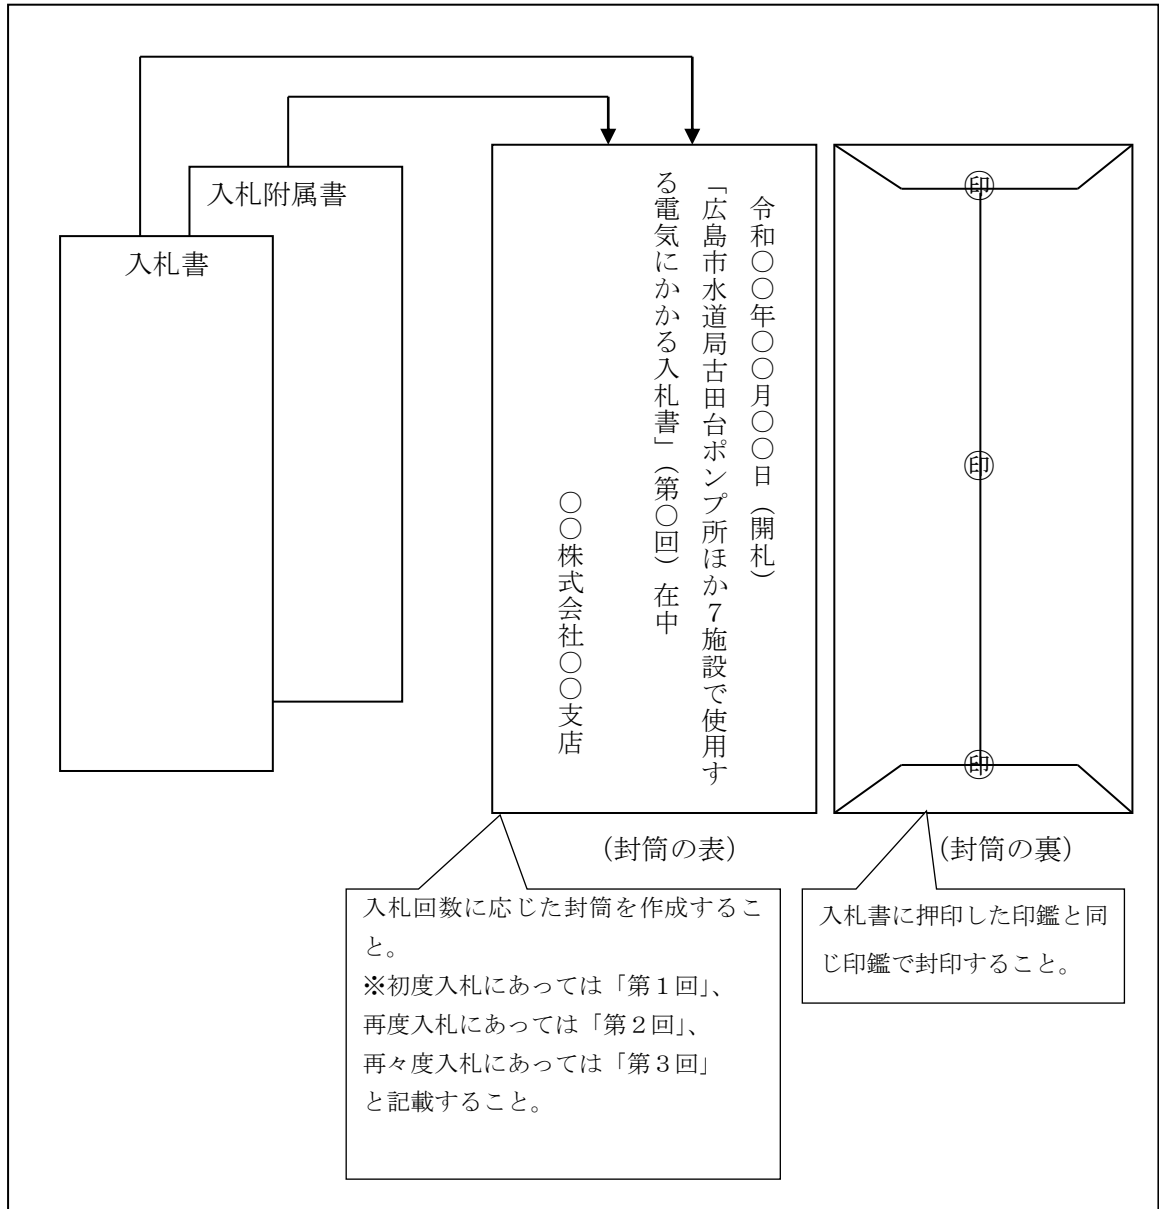 入札附属書
入札書
令和〇〇年〇〇月〇〇日（開札）
「広島市水道局古田台ポンプ所ほか７施設で使用す
る電気にかかる入札書」（第〇回）在中
〇〇株式会社〇〇支店
㊞
㊞
㊞
（封筒の表）
（封筒の裏）
入札回数に応じた封筒を作成するこ
と。
※初度入札にあっては「第１回」、
再度入札にあっては「第２回」、
再々度入札にあっては「第３回」
と記載すること。
入札書に押印した印鑑と同
じ印鑑で封印すること。